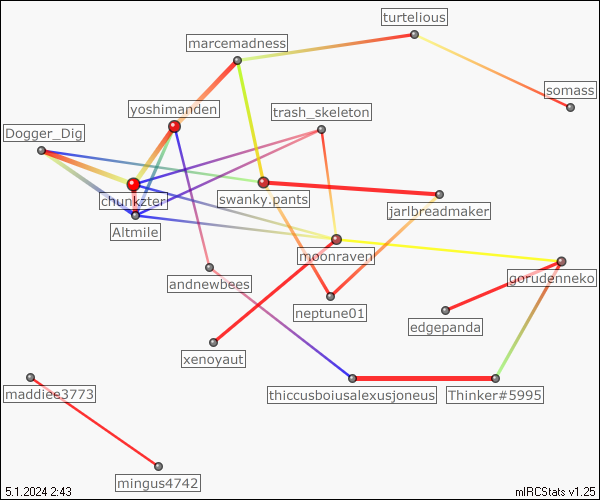 turtelious
marcemadness
somass
yoshimanden
trash_skeleton
Dogger_Dig
chunkzter
swanky.pants
jarlbreadmaker
Altmile
moonraven
andnewbees
gorudenneko
neptune01
edgepanda
xenoyaut
maddiee3773
thiccusboiusalexusjoneus
Thinker#5995
mingus4742
5.1.2024 2:43
mIRCStats v1.25